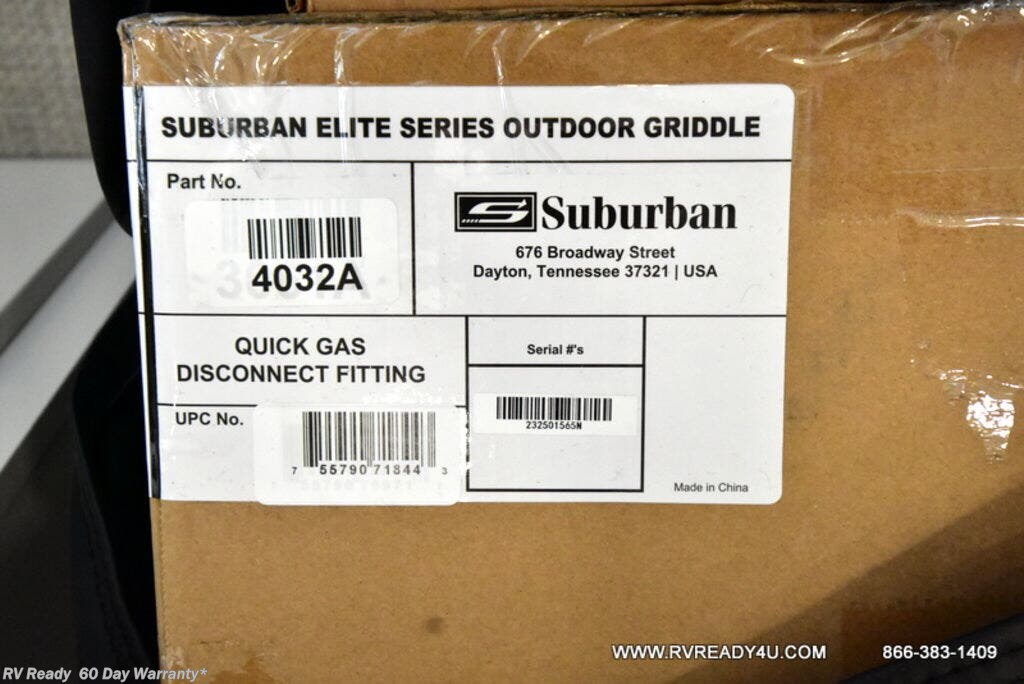 SUBURBAN ELITE SERIES OUTDOOR GRIDDLE
Part No.
4032A
Suburban
676 Broadway Street
Dayton, Tennessee 37321 | USA
QUICK GAS
DISCONNECT FITTING
UPC No.
7 55790 71844 3
Serial #'s
232501565N
Made in China
RV Ready 60 Day Warranty*
WWW.RVREADY4U.COM
866-383-1409